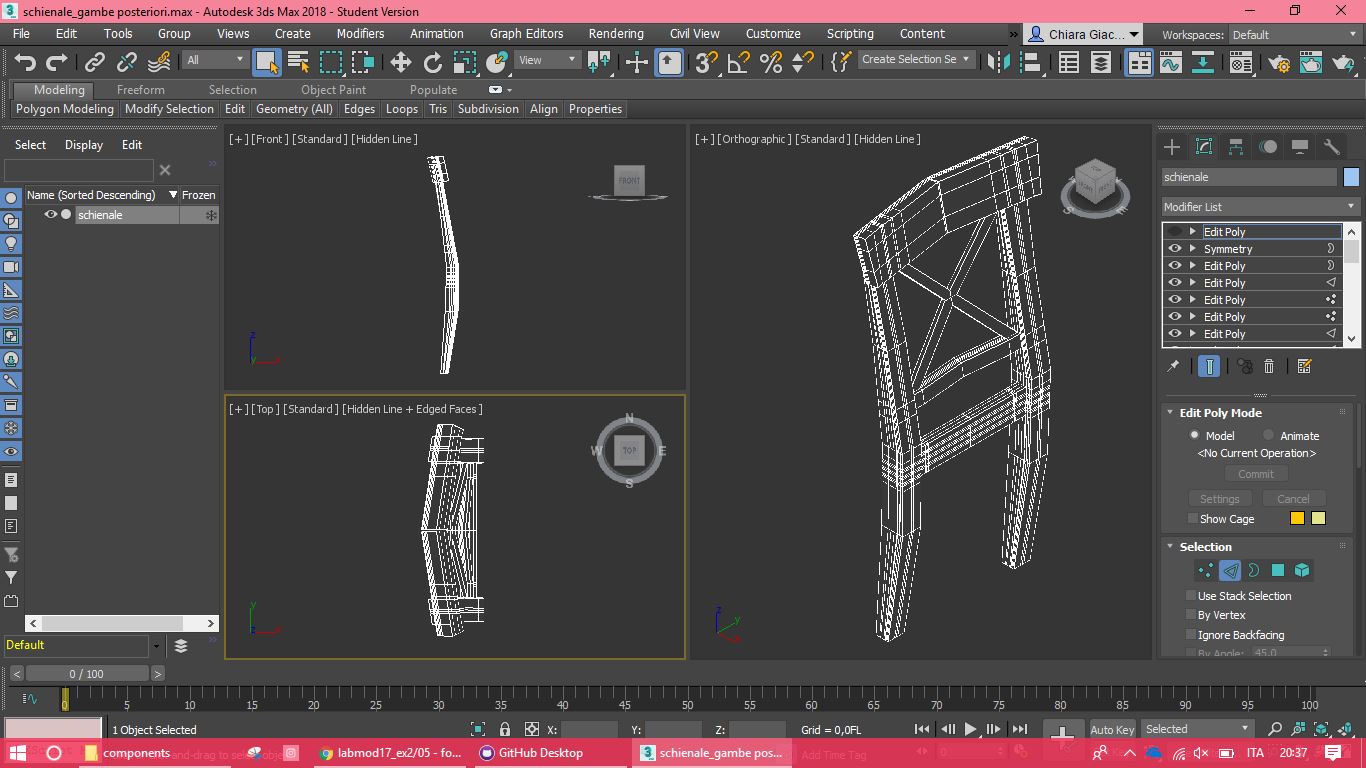 schienale_gambe posteriori.max - Autodesk 3ds Max 2018 - Student Version
File Edit Tools Group Views Create Modifiers Animation Graph Editors Rendering Civil View Customize Scripting Content » Chiara Giac... Workspaces: Default
All View Create Selection Se
Modeling Freeform Selection Object Paint Populate
Polygon Modeling Modify Selection Edit Geometry (All) Edges Loops Tris Subdivision Align Properties
Select Display Edit
Name (Sorted Descending) Frozen
schienale
[+] [Front] [Standard] [Hidden Line]
FRONT
[+] [Orthographic] [Standard] [Hidden Line]
TOP
FRONT
S E
[+] [Top] [Standard] [Hidden Line + Edged Faces]
N
W TOP E
S
z x y
schienale
Modifier List
Edit Poly
Symmetry
Edit Poly
Edit Poly
Edit Poly
Edit Poly
Edit Poly
Edit Poly Mode
Model Animate
<No Current Operation>
Commit
Settings Cancel
Show Cage
Selection
Use Stack Selection
By Vertex
Ignore Backfacing
By Angle: 45,0
Default
< 0 / 100 >
0 5 10 15 20 25 30 35 40 45 50 55 60 65 70 75 80 85 90 95 100
1 Object Selected X: Y: Z: Grid = 0,0FL Auto Key Selected
Add Time Tag
components labmod17_ex2/05 - fo... GitHub Desktop schienale_gambe pos... ITA 20:37